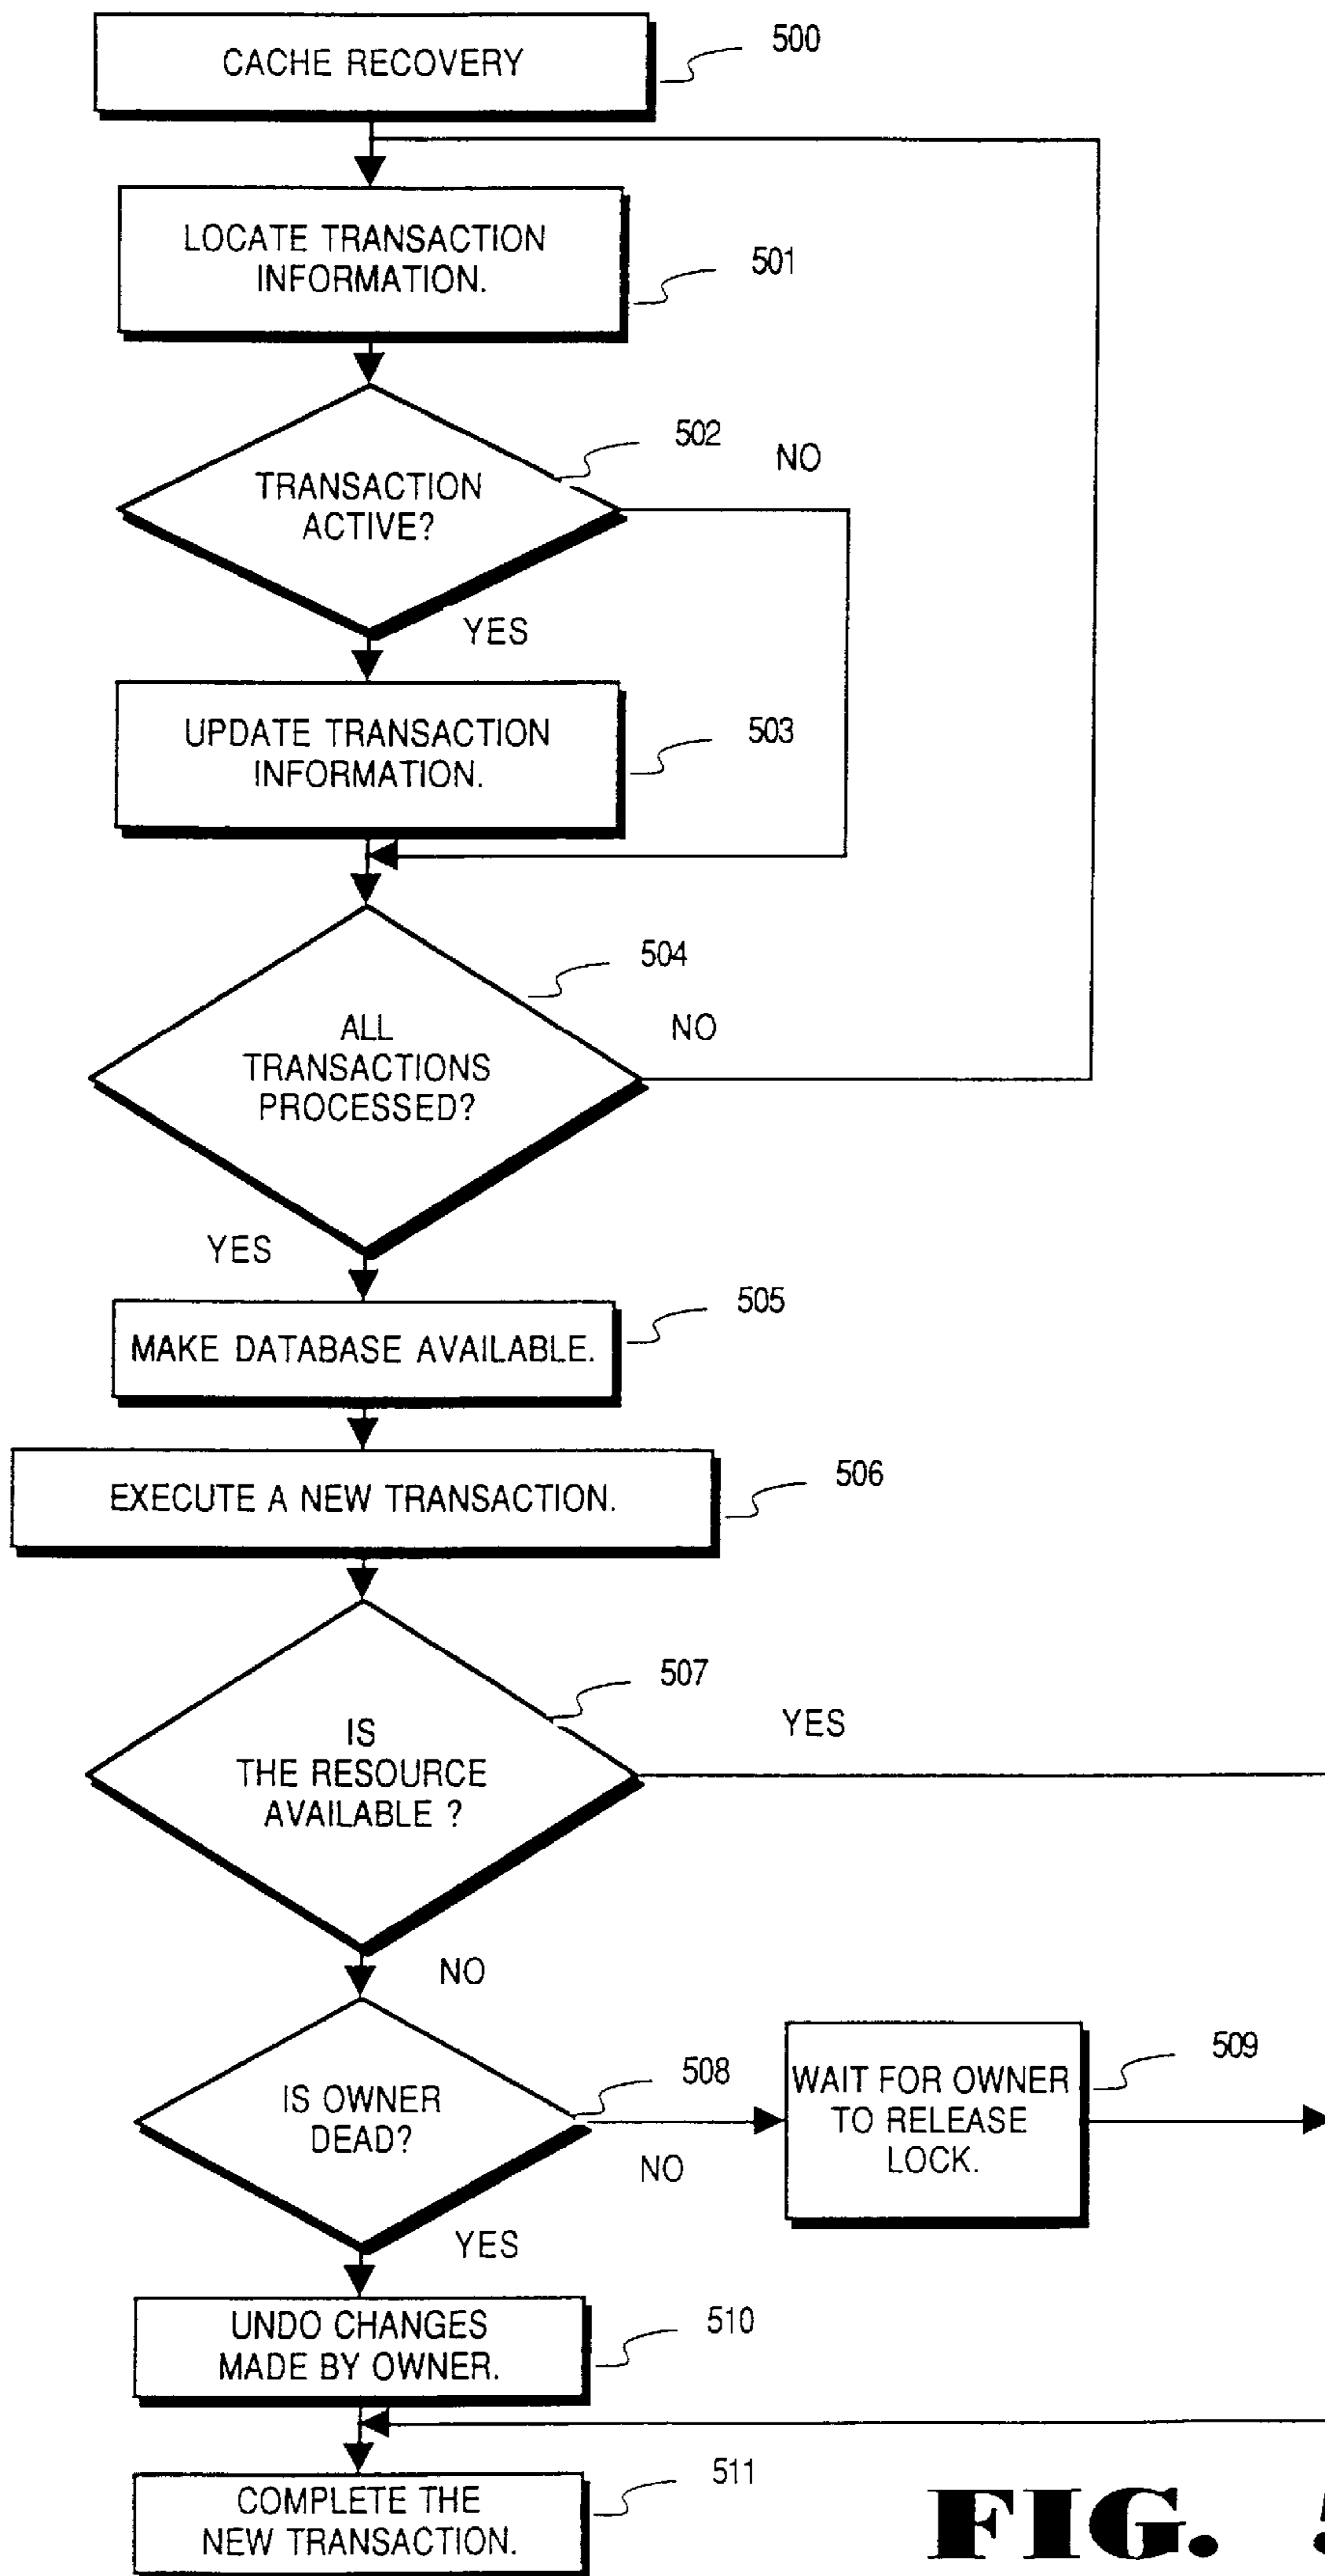 CACHE RECOVERY
500
LOCATE TRANSACTION
INFORMATION.
501
502
NO
TRANSACTION
ACTIVE?
YES
UPDATE TRANSACTION
INFORMATION.
503
504
ALL
TRANSACTIONS
PROCESSED?
NO
YES
505
MAKE DATABASE AVAILABLE.
506
EXECUTE A NEW TRANSACTION.
507
YES
IS
THE RESOURCE
AVAILABLE ?
NO
508
IS OWNER
DEAD?
NO
509
WAIT FOR OWNER
TO RELEASE
LOCK.
YES
UNDO CHANGES
MADE BY OWNER.
510
511
COMPLETE THE
NEW TRANSACTION.
FIG. 5